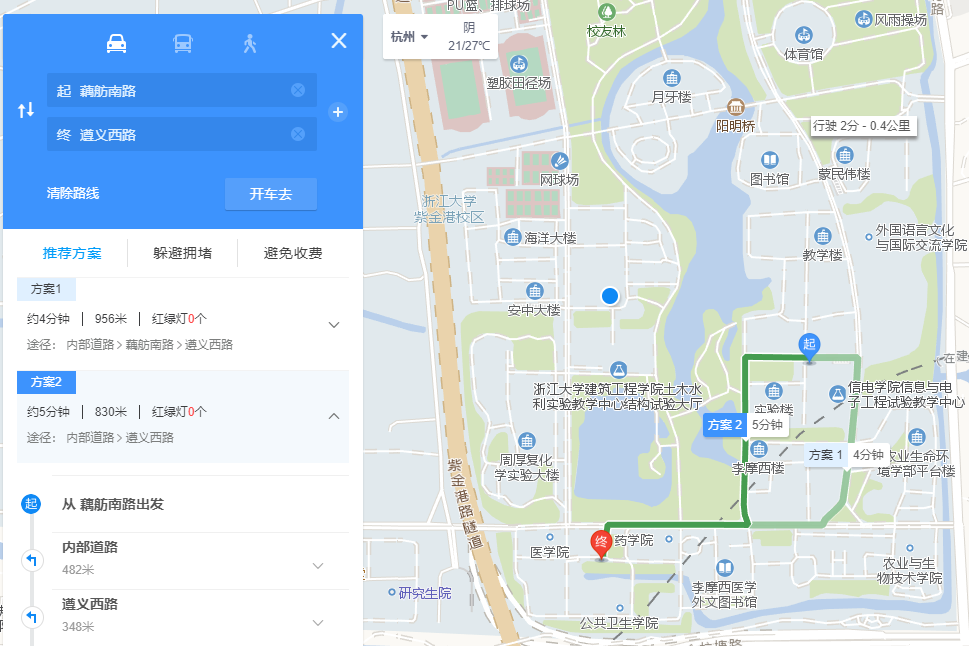 起 藕舫南路
终 遵义西路
清除路线
开车去
推荐方案
躲避拥堵
避免收费
方案1
约4分钟 | 956米 | 红绿灯0个
途径： 内部道路 > 藕舫南路 > 遵义西路
方案2
约5分钟 | 830米 | 红绿灯0个
途径： 内部道路 > 遵义西路
起 从 藕舫南路出发
内部道路
482米
遵义西路
348米
杭州
阴
21/27℃
PU篮、排球场
校友林
体育馆
风雨操场
路
塑胶田径场
月牙楼
阳明桥
行驶 2分 - 0.4公里
网球场
图书馆
蒙民伟楼
浙江大学
紫金港校区
海洋大楼
教学楼
外国语言文化
与国际交流学院
安中大楼
起
在建
浙江大学建筑工程学院土木水
利实验教学中心结构试验大厅
实验楼
信电学院信息与电
子工程试验教学中心
方案 2 5分钟
方案 1 4分钟
周厚复化
学实验大楼
李摩西楼
农业生命环
境学部平台楼
紫金港路隧道
终
医学院
药学院
李摩西医学
外文图书馆
农业与生
物技术学院
研究生院
公共卫生学院